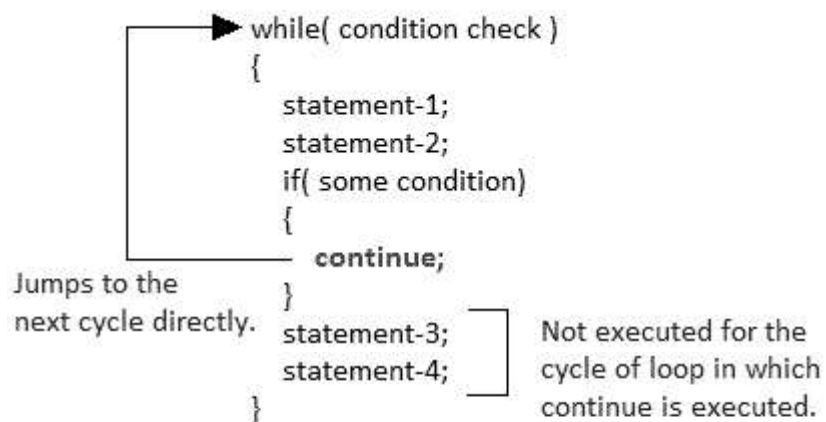 while( condition check )
{
statement-1;
statement-2;
if( some condition)
{
continue;
}
statement-3;
statement-4;
}
Jumps to the
next cycle directly.
Not executed for the
cycle of loop in which
continue is executed.